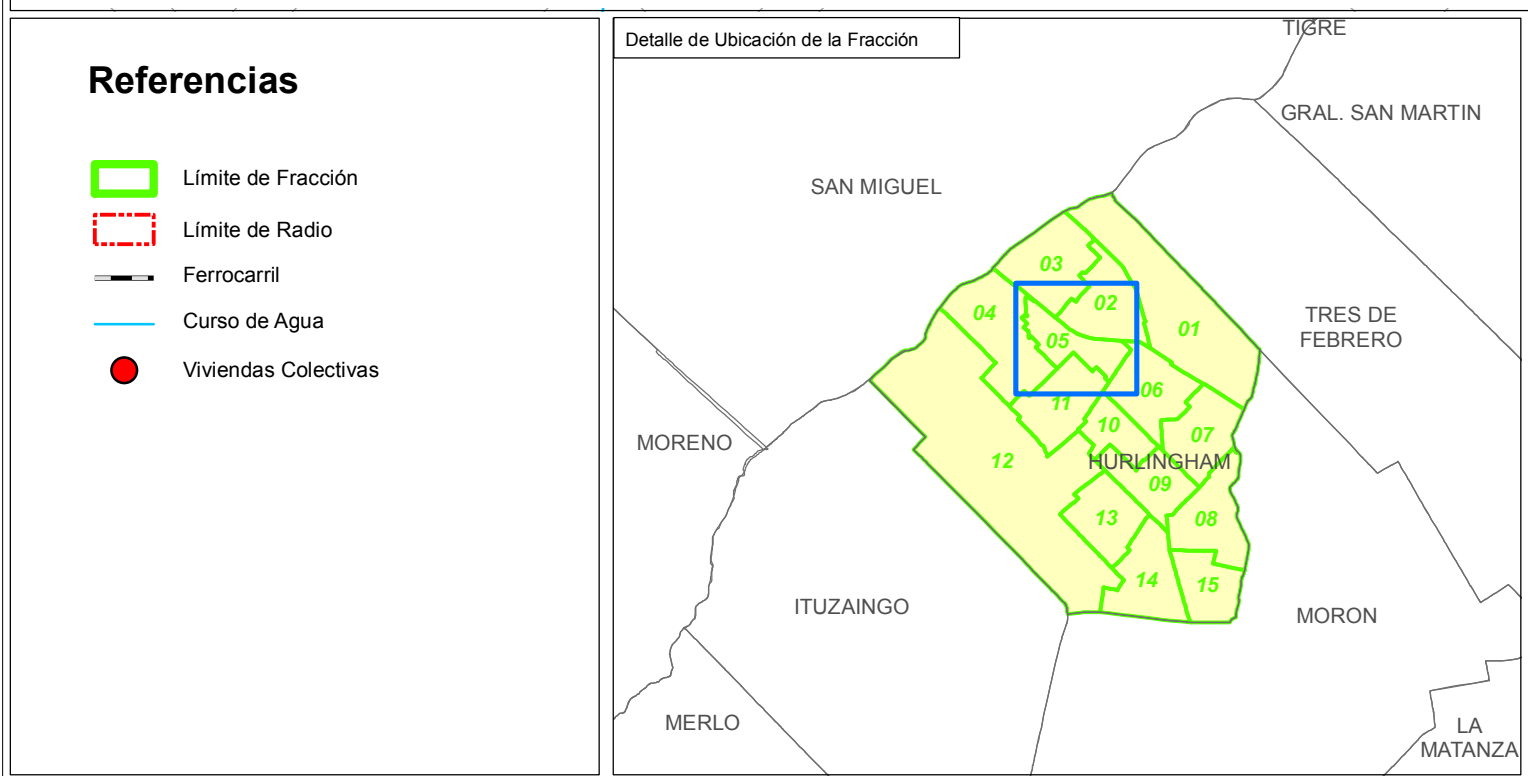 Referencias
Límite de Fracción
Límite de Radio
Ferrocarril
Curso de Agua
Viviendas Colectivas
Detalle de Ubicación de la Fracción
TIGRE
GRAL. SAN MARTIN
SAN MIGUEL
03
02
04
01
TRES DE
FEBRERO
05
06
11
10
07
MORENO
12
HURLINGHAM
09
13
08
14
15
ITUZAINGO
MORON
MERLO
LA
MATANZA